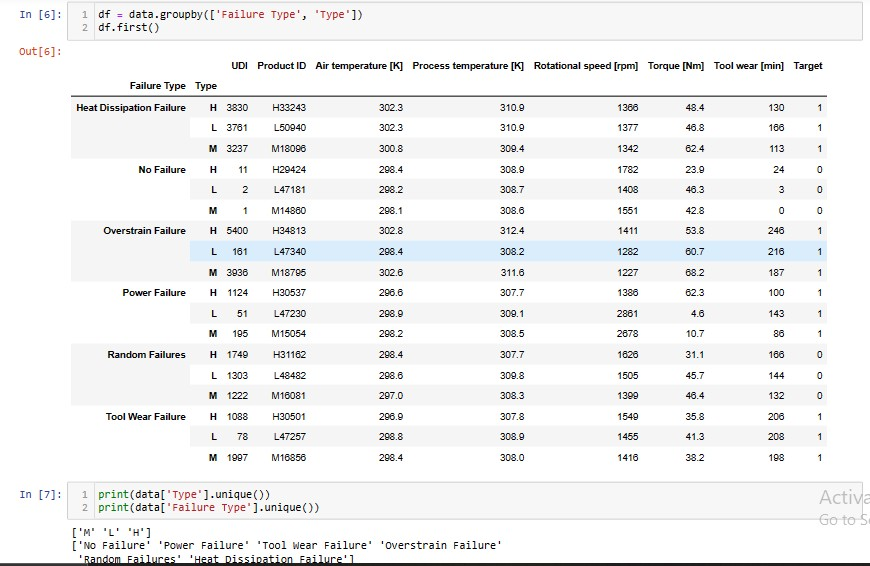 In [6]: 1 df = data.groupby(['Failure Type', 'Type'])
2 df.first()
Out[6]:
UDI Product ID Air temperature [K] Process temperature [K] Rotational speed [rpm] Torque [Nm] Tool wear [min] Target
Failure Type Type
Heat Dissipation Failure H 3830 H33243 302.3 310.9 1366 48.4 130 1
L 3761 L50940 302.3 310.9 1377 46.8 166 1
M 3237 M18096 300.8 309.4 1342 62.4 113 1
No Failure H 11 H29424 298.4 308.9 1782 23.9 24 0
L 2 L47181 298.2 308.7 1408 46.3 3 0
M 1 M14860 298.1 308.6 1551 42.8 0 0
Overstrain Failure H 5400 H34813 302.8 312.4 1411 53.8 246 1
L 161 L47340 298.4 308.2 1282 60.7 216 1
M 3936 M18795 302.6 311.6 1227 68.2 187 1
Power Failure H 1124 H30537 296.6 307.7 1386 62.3 100 1
L 51 L47230 298.9 309.1 2861 4.6 143 1
M 195 M15054 298.2 308.5 2678 10.7 86 1
Random Failures H 1749 H31162 298.4 307.7 1626 31.1 166 0
L 1303 L48482 298.6 309.8 1505 45.7 144 0
M 1222 M16081 297.0 308.3 1399 46.4 132 0
Tool Wear Failure H 1088 H30501 296.9 307.8 1549 35.8 206 1
L 78 L47257 298.8 308.9 1455 41.3 208 1
M 1997 M16856 298.4 308.0 1416 38.2 198 1
In [7]: 1 print(data['Type'].unique())
2 print(data['Failure Type'].unique())
['M' 'L' 'H']
['No Failure' 'Power Failure' 'Tool Wear Failure' 'Overstrain Failure'
'Random Failures' 'Heat Dissipation Failure']
Activa
Go to S